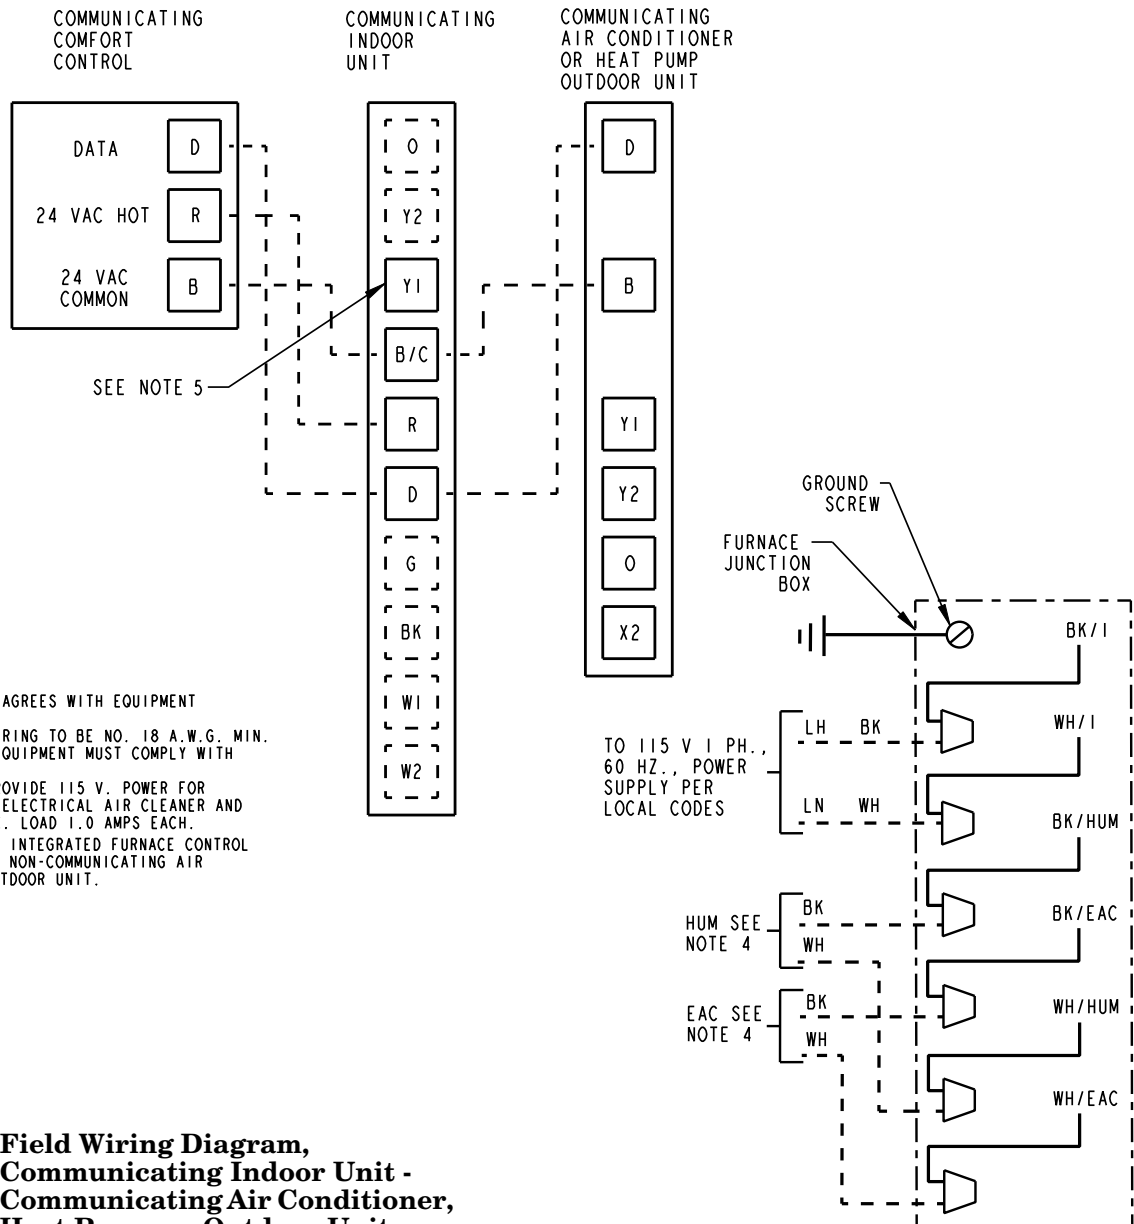 COMMUNICATING
COMFORT
CONTROL
COMMUNICATING
INDOOR
UNIT
COMMUNICATING
AIR CONDITIONER
OR HEAT PUMP
OUTDOOR UNIT
DATA
D
24 VAC HOT
R
24 VAC
COMMON
B
SEE NOTE 5
O
Y2
Y1
B/C
R
D
G
BK
W1
W2
D
B
Y1
Y2
O
X2
GROUND
SCREW
FURNACE
JUNCTION
BOX
BK/1
WH/1
BK/HUM
BK/EAC
WH/HUM
WH/EAC
TO 115 V 1 PH.,
60 HZ., POWER
SUPPLY PER
LOCAL CODES
LH BK
LN WH
HUM SEE
NOTE 4
BK
WH
EAC SEE
NOTE 4
BK
WH
AGREES WITH EQUIPMENT
RING TO BE NO. 18 A.W.G. MIN.
QUIPMENT MUST COMPLY WITH
OVIDE 115 V. POWER FOR
ELECTRICAL AIR CLEANER AND
. LOAD 1.0 AMPS EACH.
INTEGRATED FURNACE CONTROL
NON-COMMUNICATING AIR
TDOOR UNIT.
Field Wiring Diagram,
Communicating Indoor Unit -
Communicating Air Conditioner,